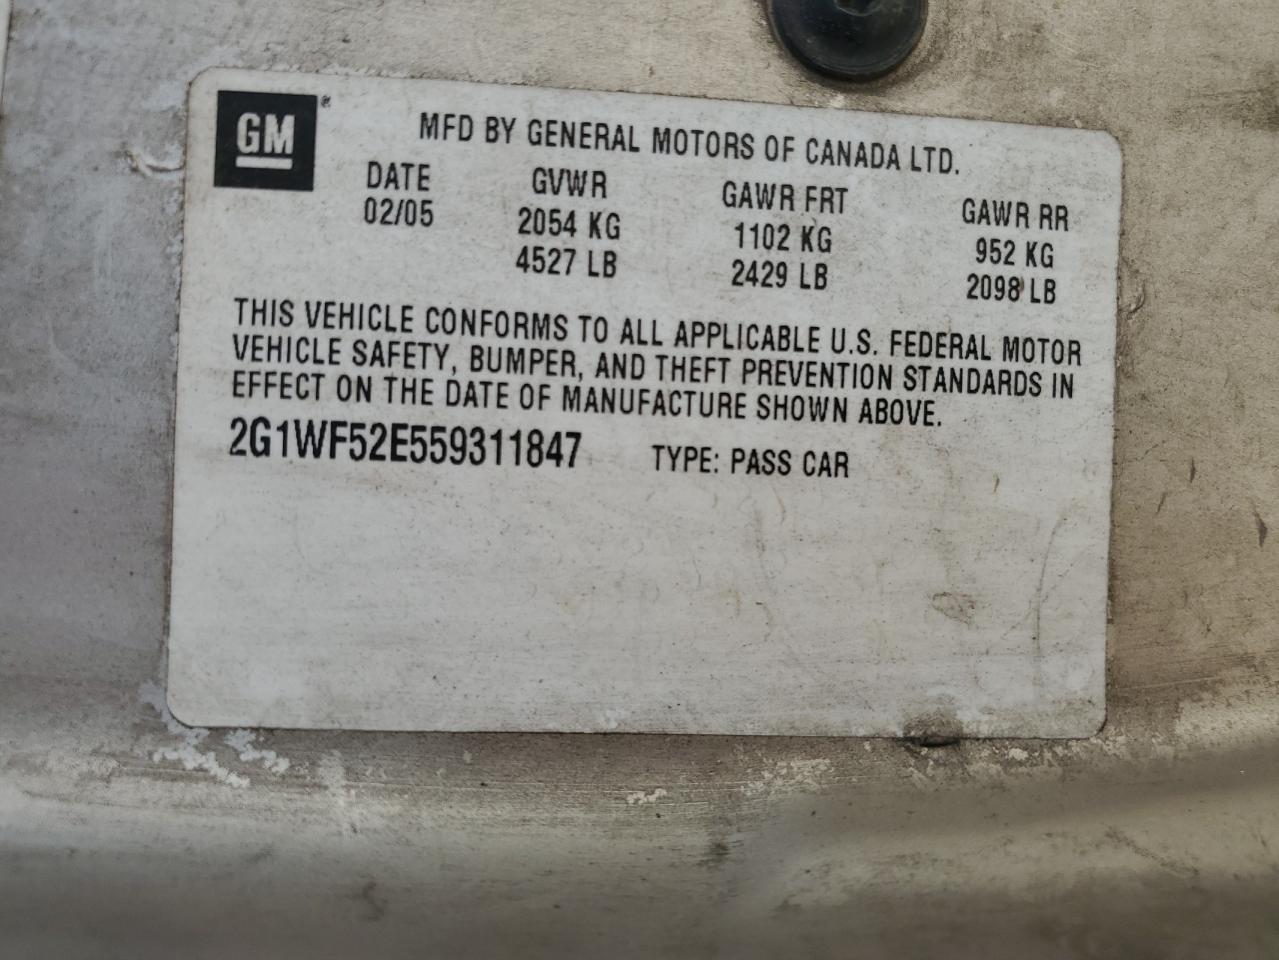 GM®
MFD BY GENERAL MOTORS OF CANADA LTD.
DATE GVWR GAWR FRT GAWR RR
02/05 2054 KG 1102 KG 952 KG
4527 LB 2429 LB 2098 LB
THIS VEHICLE CONFORMS TO ALL APPLICABLE U.S. FEDERAL MOTOR
VEHICLE SAFETY, BUMPER, AND THEFT PREVENTION STANDARDS IN
EFFECT ON THE DATE OF MANUFACTURE SHOWN ABOVE.
2G1WF52E559311847 TYPE: PASS CAR